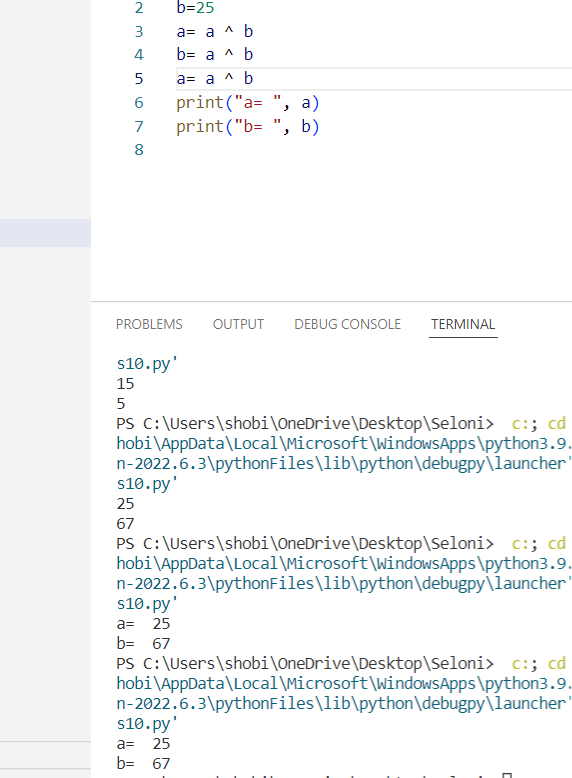 2 b=25
3 a= a ^ b
4 b= a ^ b
5 a= a ^ b
6 print("a= ", a)
7 print("b= ", b)
8
PROBLEMS OUTPUT DEBUG CONSOLE TERMINAL
s10.py'
15
5
PS C:\Users\shobi\OneDrive\Desktop\Seloni> c:; cd
hobi\AppData\Local\Microsoft\WindowsApps\python3.9.
n-2022.6.3\pythonFiles\lib\python\debugpy\launcher'
s10.py'
25
67
PS C:\Users\shobi\OneDrive\Desktop\Seloni> c:; cd
hobi\AppData\Local\Microsoft\WindowsApps\python3.9.
n-2022.6.3\pythonFiles\lib\python\debugpy\launcher'
s10.py'
a= 25
b= 67
PS C:\Users\shobi\OneDrive\Desktop\Seloni> c:; cd
hobi\AppData\Local\Microsoft\WindowsApps\python3.9.
n-2022.6.3\pythonFiles\lib\python\debugpy\launcher'
s10.py'
a= 25
b= 67